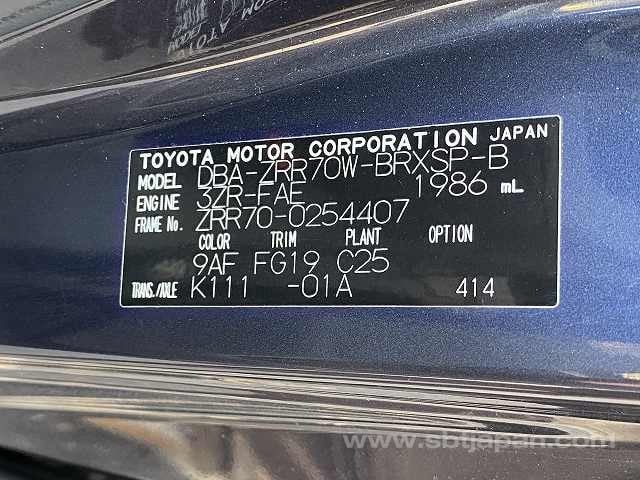 TOYOTA MOTOR CORPORATION JAPAN
MODEL DBA-ZRR70W-BRXSP-B
ENGINE 3ZR-FAE 1986 mL
FRAME No. ZRR70-0254407
COLOR TRIM PLANT OPTION
9AF FG19 C25
TRANS./AXLE K111 -01A 414
www.sbtjapan.com